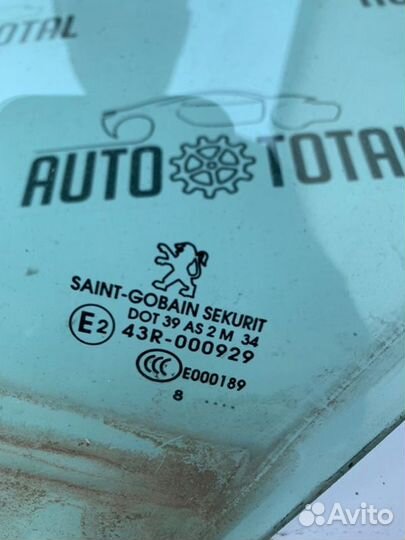 TOTAL
AUTO TOTAL
SAINT-GOBAIN SEKURIT
DOT 39 AS 2 M 34
E2 43R-000929
CCC E000189
8 ....
Avito